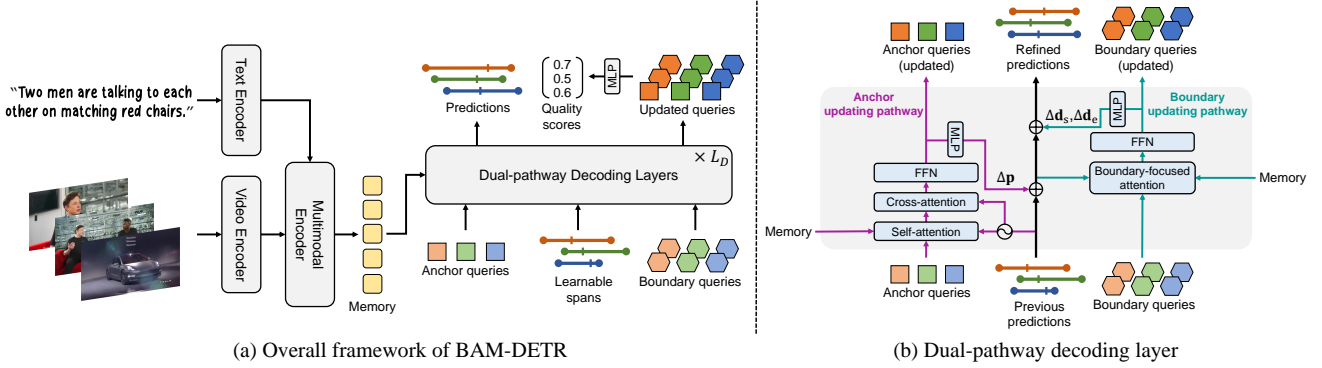 "Two men are talking to each
other on matching red chairs."
Text Encoder
Video Encoder
Multimodal
Encoder
Memory
Predictions
0.7
0.5
0.6
Quality
scores
MLP
Updated queries
× L_D
Dual-pathway Decoding Layers
Anchor queries
Learnable
spans
Boundary queries
(a) Overall framework of BAM-DETR
Anchor queries
(updated)
Refined
predictions
Boundary queries
(updated)
Anchor
updating pathway
Boundary
updating pathway
Δd_s,Δd_e
MLP
MLP
FFN
FFN
Δp
Cross-attention
Boundary-focused
attention
Memory
Memory
Self-attention
Anchor queries
Previous
predictions
Boundary queries
(b) Dual-pathway decoding layer